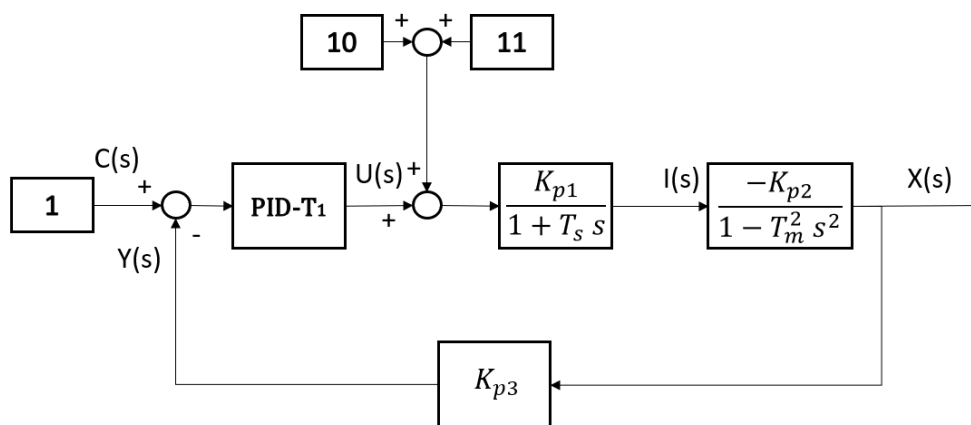 + +
10 11
C(s) U(s) +
+ K_{p1} I(s) -K_{p2} X(s)
1 PID-T₁ + 1 + T_s s 1 - T_m^2 s^2
-
Y(s)
K_{p3}